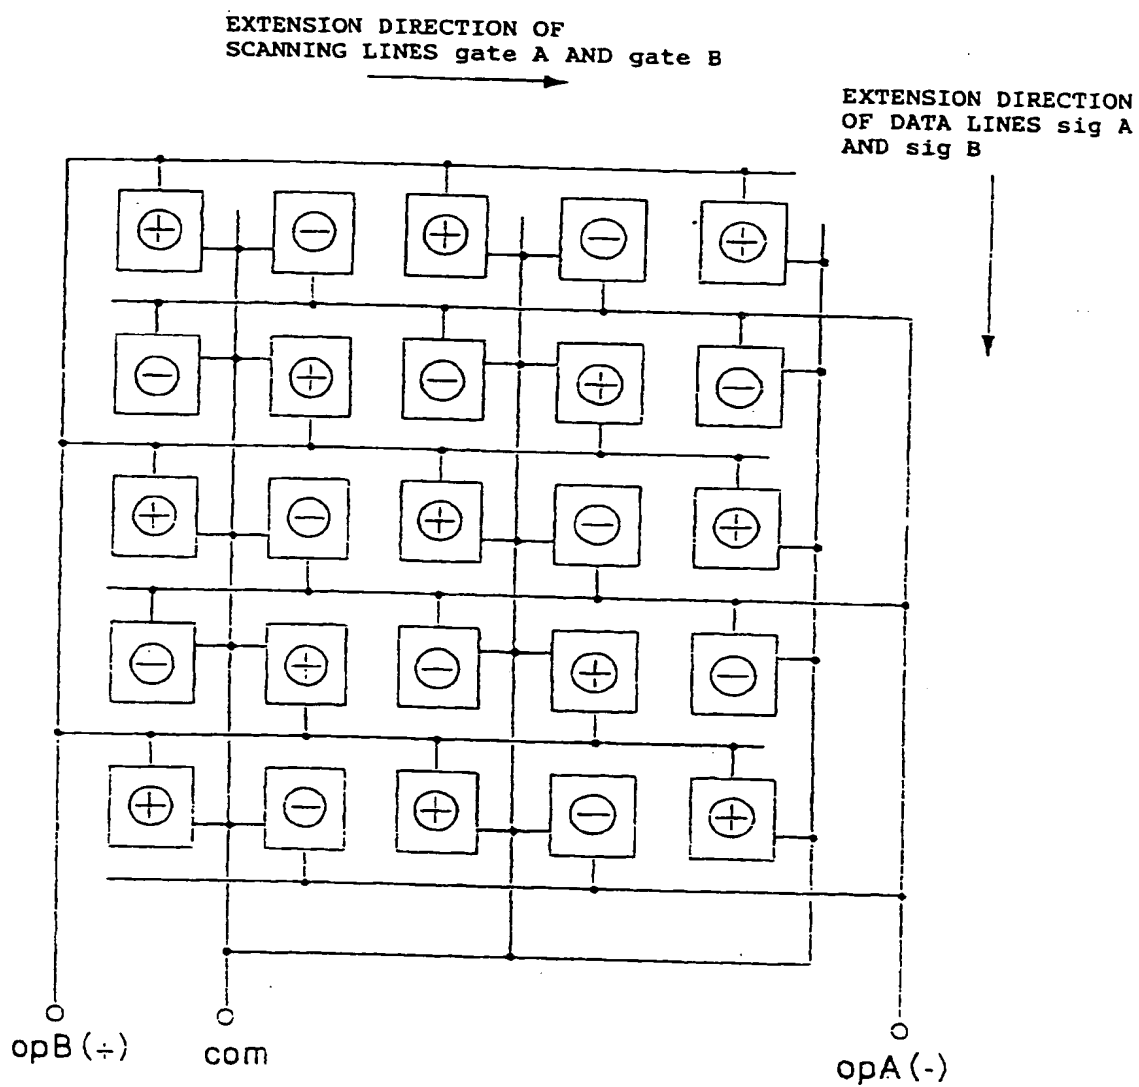 EXTENSION DIRECTION OF
SCANNING LINES gate A AND gate B
EXTENSION DIRECTION
OF DATA LINES sig A
AND sig B
+ − + − +
− + − + −
+ − + − +
− + − + −
+ − + − +
opB(÷)
com
opA(-)